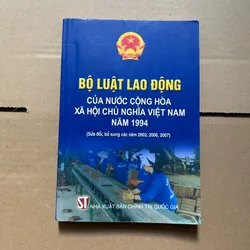 BỘ LUẬT LAO ĐỘNG
CỦA NƯỚC CỘNG HÒA
XÃ HỘI CHỦ NGHĨA VIỆT NAM
NĂM 1994
(Sửa đổi, bổ sung các năm 2002, 2006, 2007)
ST NHÀ XUẤT BẢN CHÍNH TRỊ QUỐC GIA